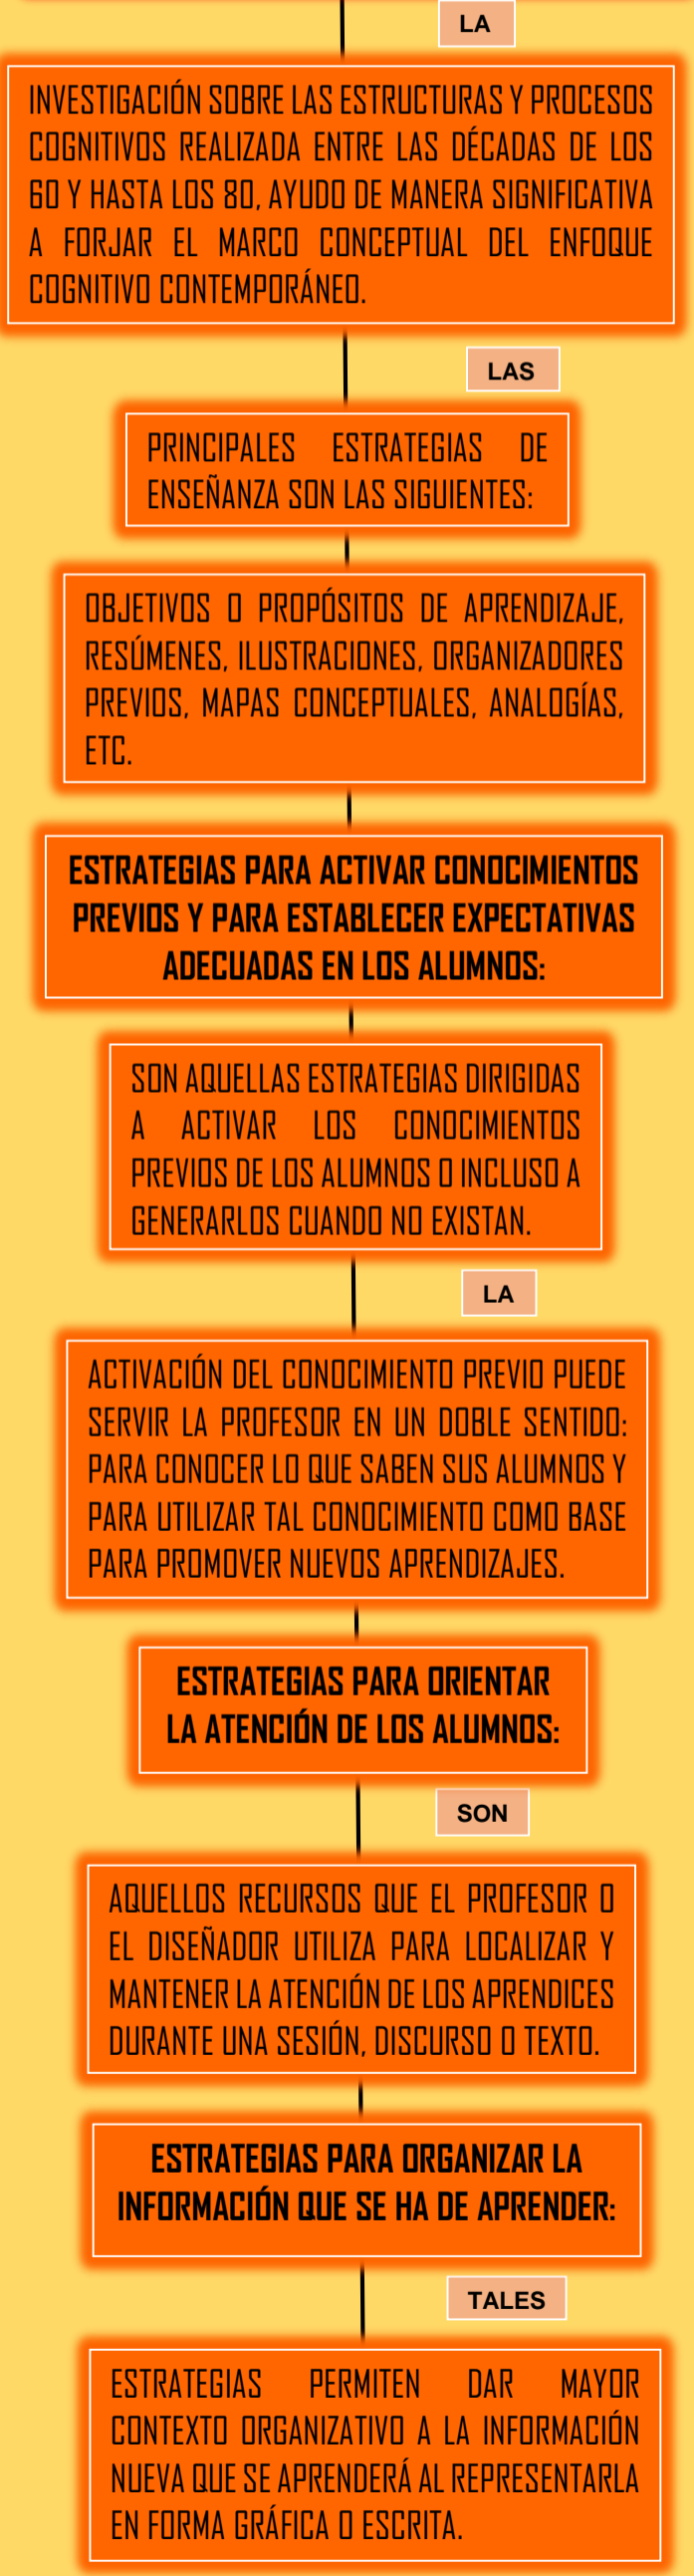 LA
INVESTIGACIÓN SOBRE LAS ESTRUCTURAS Y PROCESOS
COGNITIVOS REALIZADA ENTRE LAS DÉCADAS DE LOS
60 Y HASTA LOS 80, AYUDO DE MANERA SIGNIFICATIVA
A FORJAR EL MARCO CONCEPTUAL DEL ENFOQUE
COGNITIVO CONTEMPORÁNEO.
LAS
PRINCIPALES ESTRATEGIAS DE
ENSEÑANZA SON LAS SIGUIENTES:
OBJETIVOS O PROPÓSITOS DE APRENDIZAJE,
RESÚMENES, ILUSTRACIONES, ORGANIZADORES
PREVIOS, MAPAS CONCEPTUALES, ANALOGÍAS,
ETC.
ESTRATEGIAS PARA ACTIVAR CONOCIMIENTOS
PREVIOS Y PARA ESTABLECER EXPECTATIVAS
ADECUADAS EN LOS ALUMNOS:
SON AQUELLAS ESTRATEGIAS DIRIGIDAS
A ACTIVAR LOS CONOCIMIENTOS
PREVIOS DE LOS ALUMNOS O INCLUSO A
GENERARLOS CUANDO NO EXISTAN.
LA
ACTIVACIÓN DEL CONOCIMIENTO PREVIO PUEDE
SERVIR LA PROFESOR EN UN DOBLE SENTIDO:
PARA CONOCER LO QUE SABEN SUS ALUMNOS Y
PARA UTILIZAR TAL CONOCIMIENTO COMO BASE
PARA PROMOVER NUEVOS APRENDIZAJES.
ESTRATEGIAS PARA ORIENTAR
LA ATENCIÓN DE LOS ALUMNOS:
SON
AQUELLOS RECURSOS QUE EL PROFESOR O
EL DISEÑADOR UTILIZA PARA LOCALIZAR Y
MANTENER LA ATENCIÓN DE LOS APRENDICES
DURANTE UNA SESIÓN, DISCURSO O TEXTO.
ESTRATEGIAS PARA ORGANIZAR LA
INFORMACIÓN QUE SE HA DE APRENDER:
TALES
ESTRATEGIAS PERMITEN DAR MAYOR
CONTEXTO ORGANIZATIVO A LA INFORMACIÓN
NUEVA QUE SE APRENDERÁ AL REPRESENTARLA
EN FORMA GRÁFICA O ESCRITA.